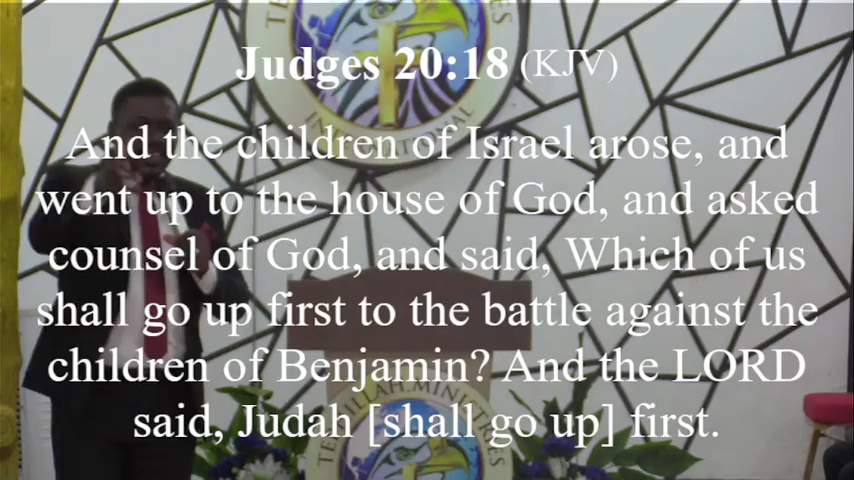 Judges 20:18 (KJV)
And the children of Israel arose, and
went up to the house of God, and asked
counsel of God, and said, Which of us
shall go up first to the battle against the
children of Benjamin? And the LORD
said, Judah [shall go up] first.
MINISTRIES